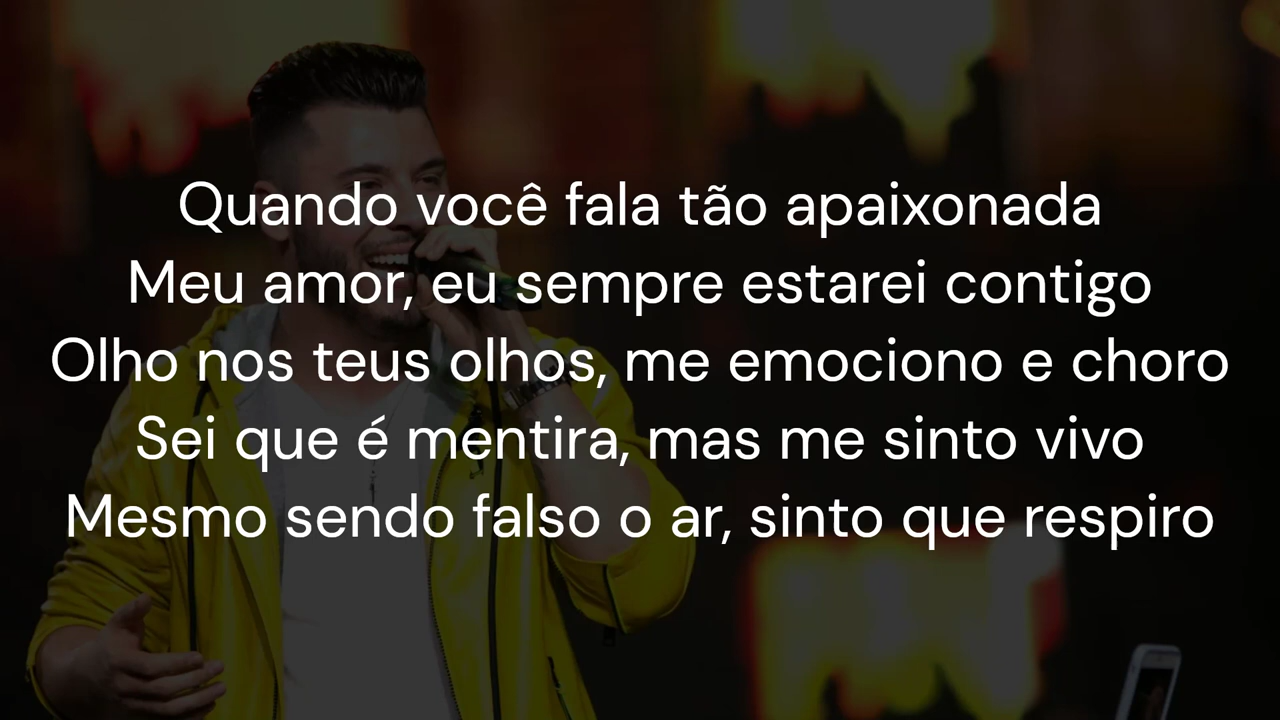 Quando você fala tão apaixonada
Meu amor, eu sempre estarei contigo
Olho nos teus olhos, me emociono e choro
Sei que é mentira, mas me sinto vivo
Mesmo sendo falso o ar, sinto que respiro